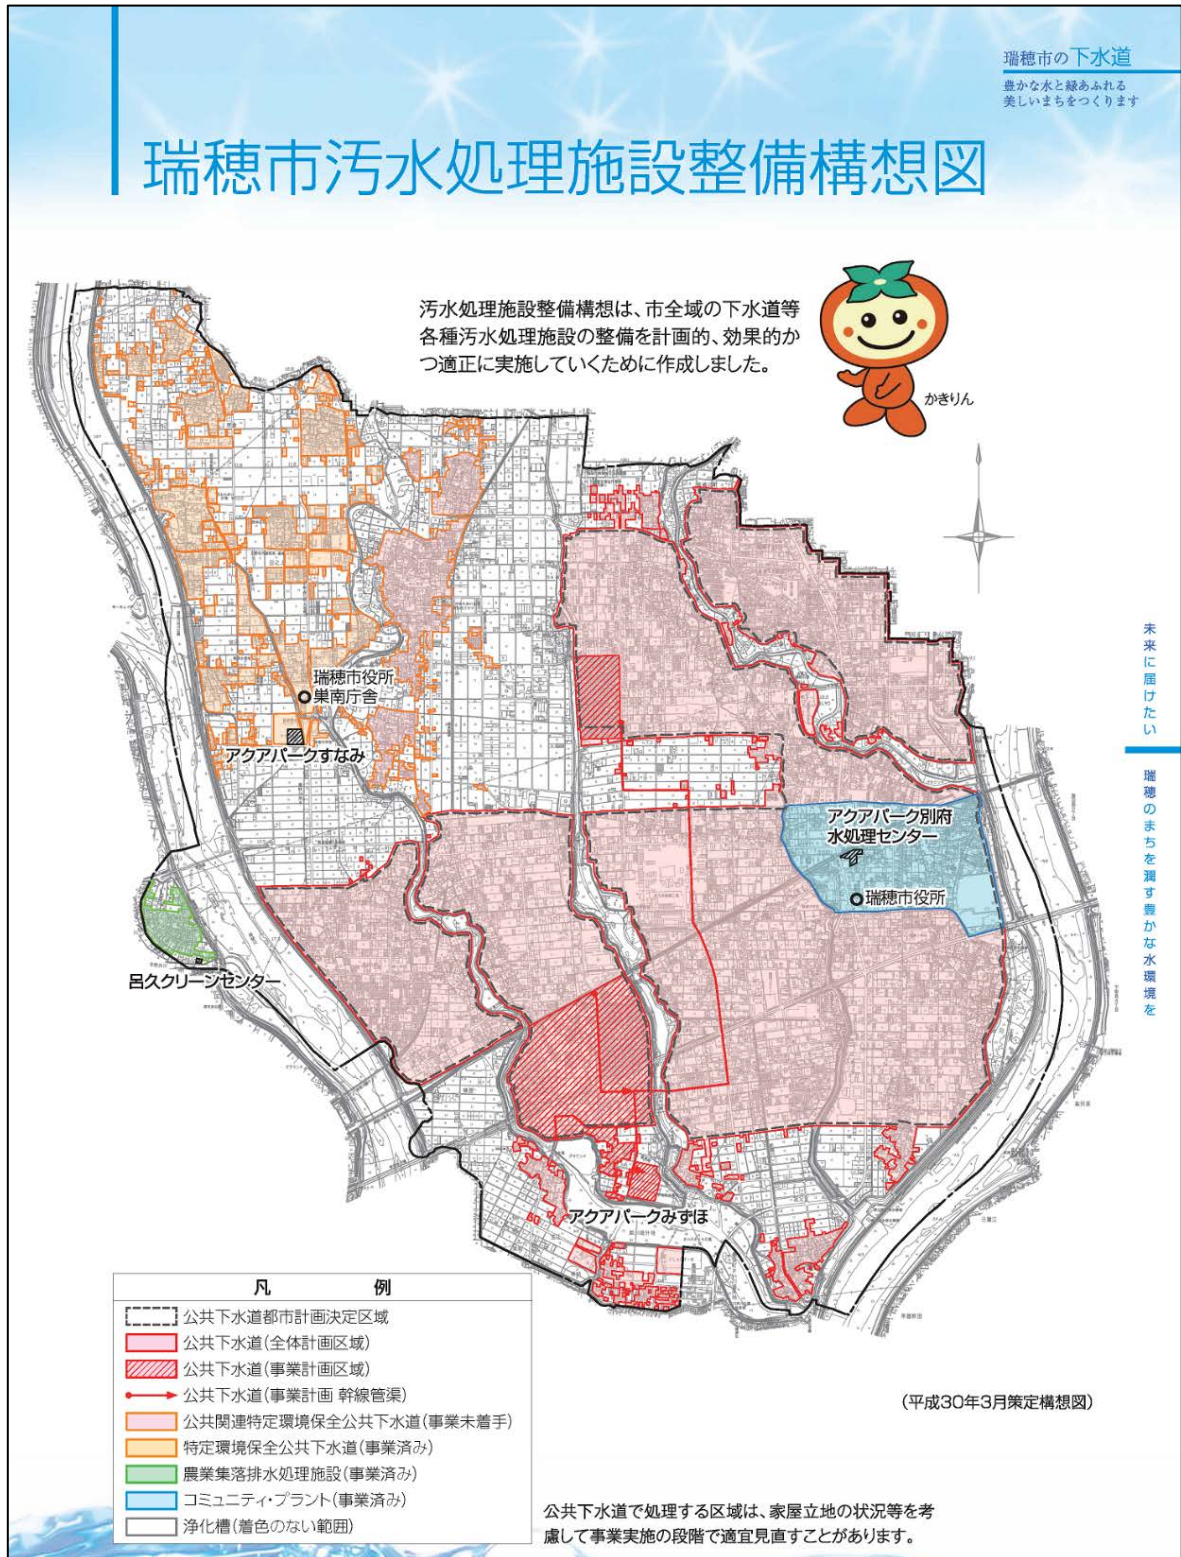 瑞穂市の下水道
豊かな水と緑あふれる
美しいまちをつくります
瑞穂市汚水処理施設整備構想図
汚水処理施設整備構想は、市全域の下水道等
各種汚水処理施設の整備を計画的、効果的か
つ適正に実施していくために作成しました。
かきりん
未来に届けたい
瑞穂のまちを潤す豊かな水環境を
瑞穂市役所
巣南庁舎
アクアパークすなみ
アクアパーク別府
水処理センター
瑞穂市役所
呂久クリーンセンター
アクアパークみずほ
凡例
公共下水道都市計画決定区域
公共下水道(全体計画区域)
公共下水道(事業計画区域)
公共下水道(事業計画 幹線管渠)
公共関連特定環境保全公共下水道(事業未着手)
特定環境保全公共下水道(事業済み)
農業集落排水処理施設(事業済み)
コミュニティ・プラント(事業済み)
浄化槽(着色のない範囲)
(平成30年3月策定構想図)
公共下水道で処理する区域は、家屋立地の状況等を考
慮して事業実施の段階で適宜見直すことがあります。